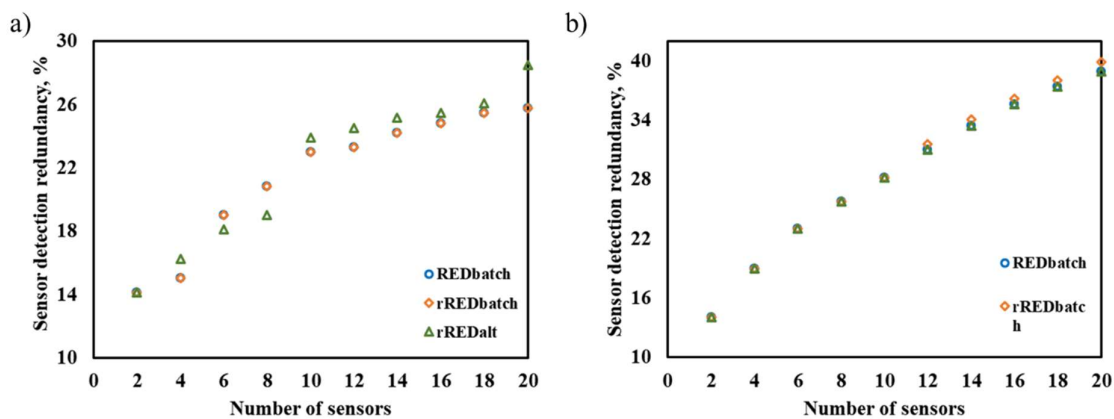 a)
Sensor detection redundancy, %
30
26
22
18
14
10
0 2 4 6 8 10 12 14 16 18 20
Number of sensors
REDbatch
rREDbatch
rREDalt
b)
Sensor detection redundancy, %
40
34
28
22
16
10
0 2 4 6 8 10 12 14 16 18 20
Number of sensors
REDbatch
rREDbatc
h